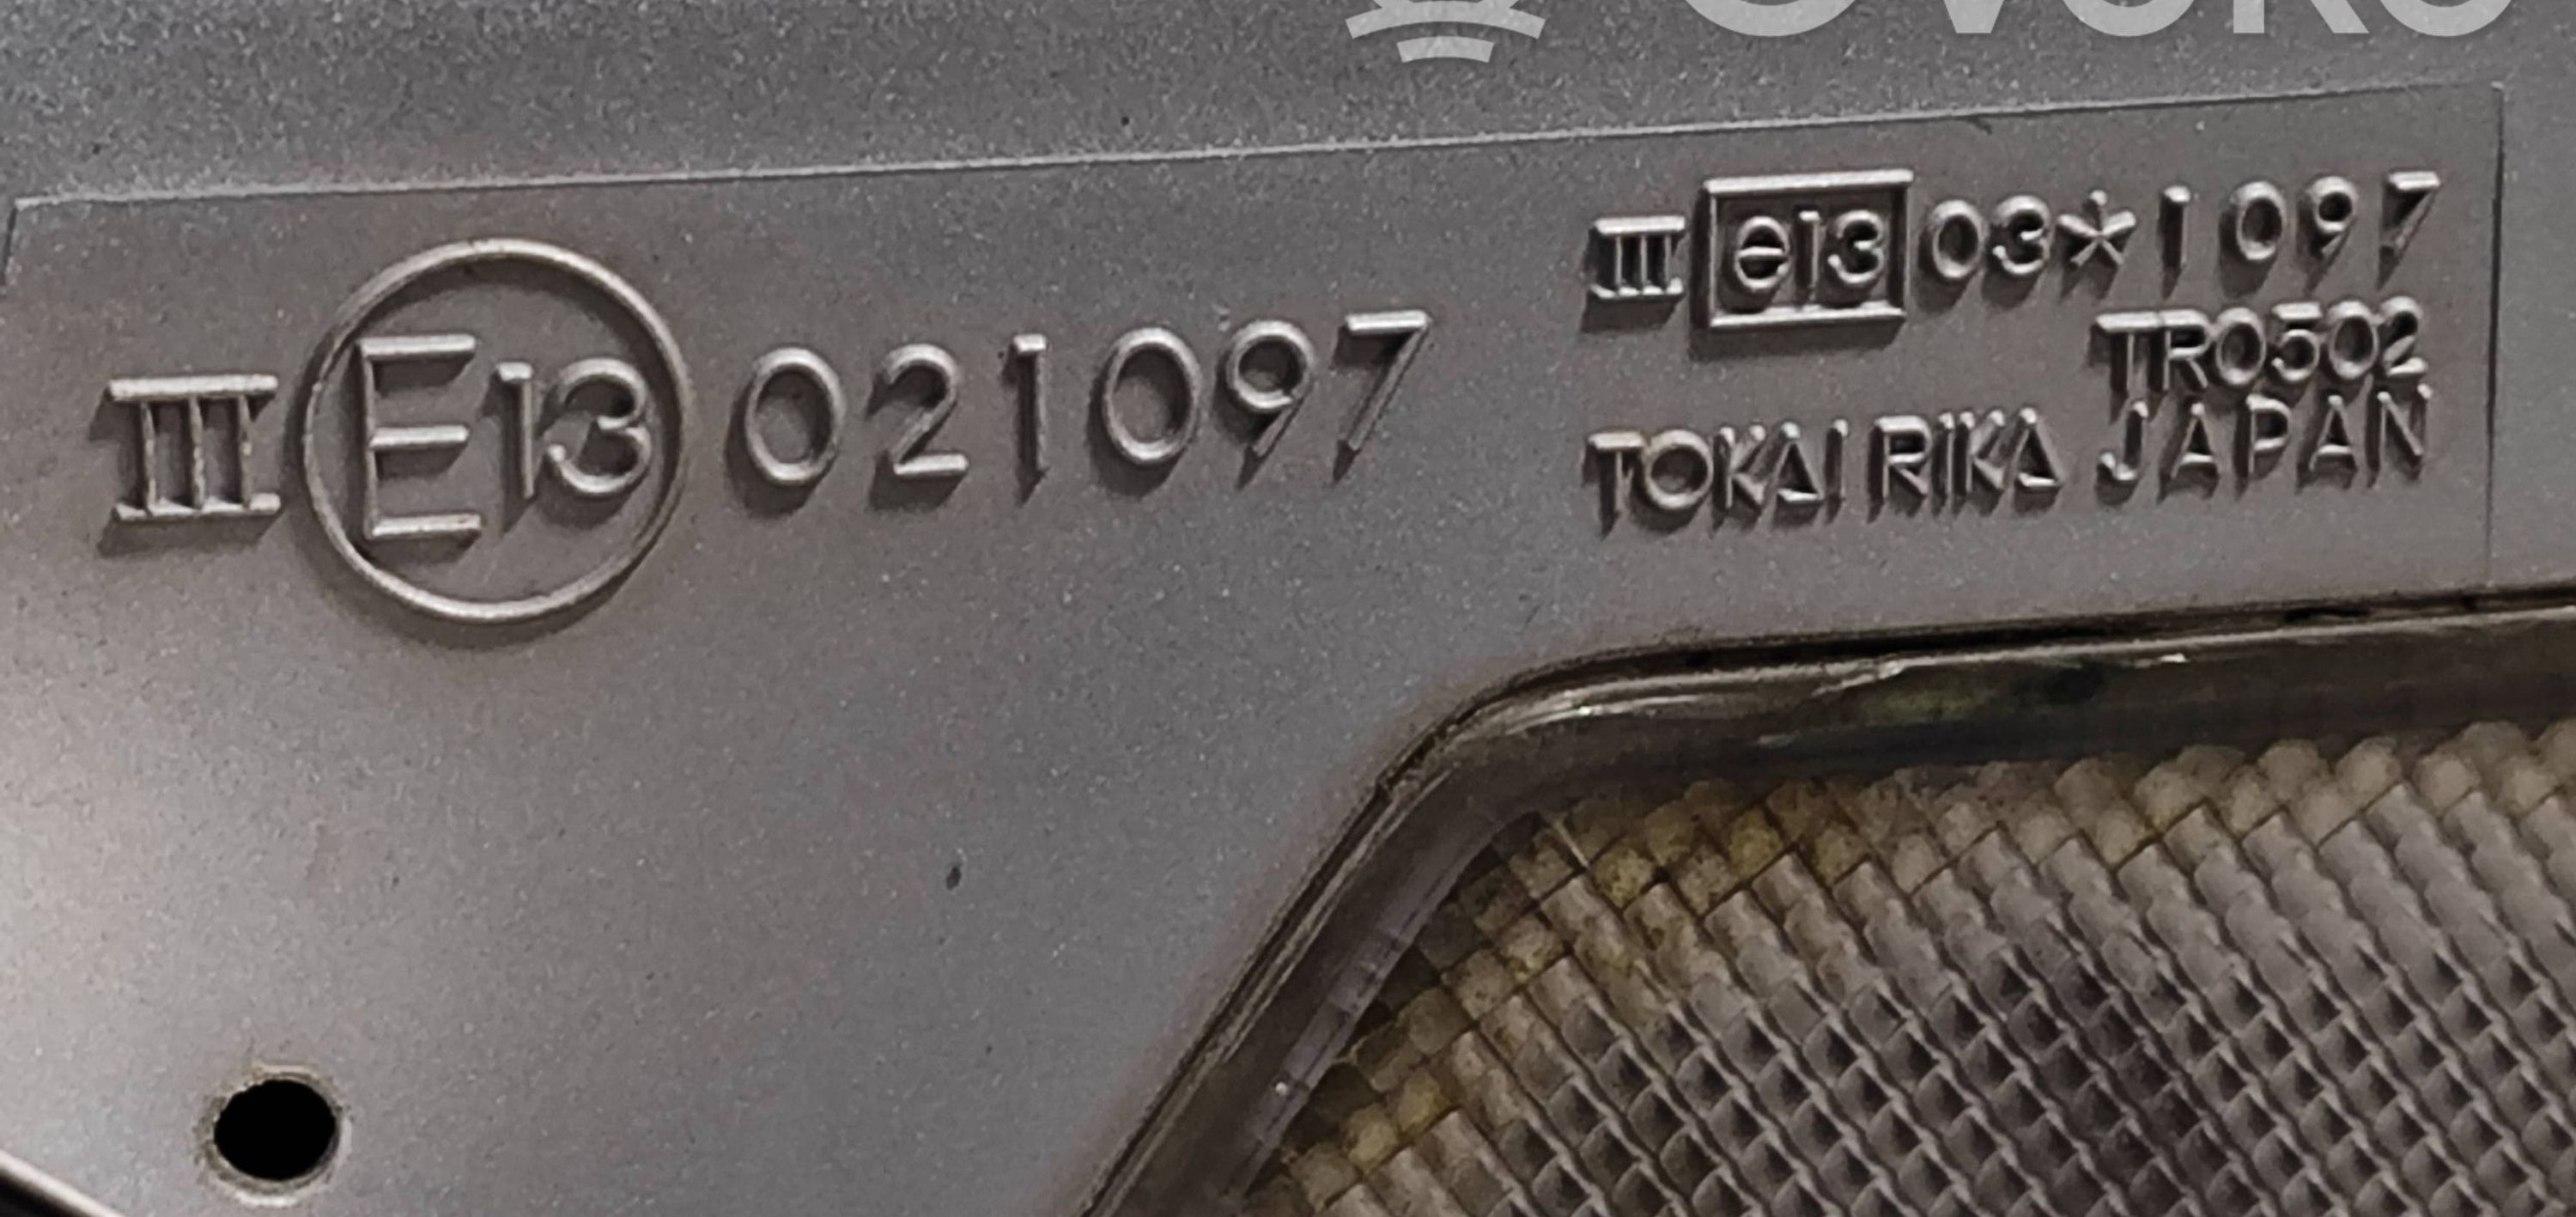 III E13 021097
III e13 03*1097
TR0502
TOKAI RIKA JAPAN